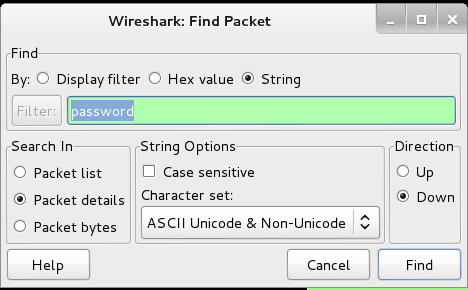 Wireshark: Find Packet
Find
By: Display filter Hex value String
Filter: password
Search In
Packet list
Packet details
Packet bytes
String Options
Case sensitive
Character set:
ASCII Unicode & Non-Unicode
Direction
Up
Down
Help Cancel Find